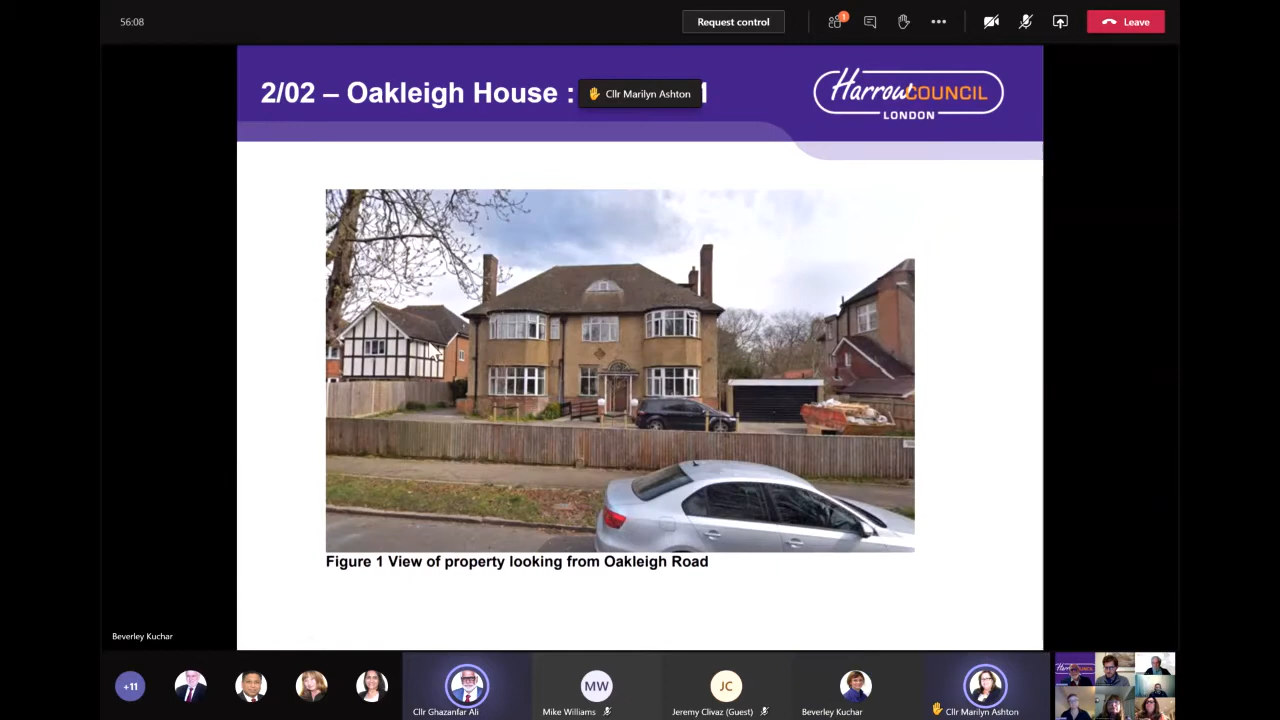 56:08
Request control
1
2/02 – Oakleigh House :
Cllr Marilyn Ashton
Harrow COUNCIL
LONDON
Figure 1 View of property looking from Oakleigh Road
Beverley Kuchar
+11
Cllr Ghazanfar Ali
MW
Mike Williams
JC
Jeremy Clivaz (Guest)
Beverley Kuchar
Cllr Marilyn Ashton
Leave